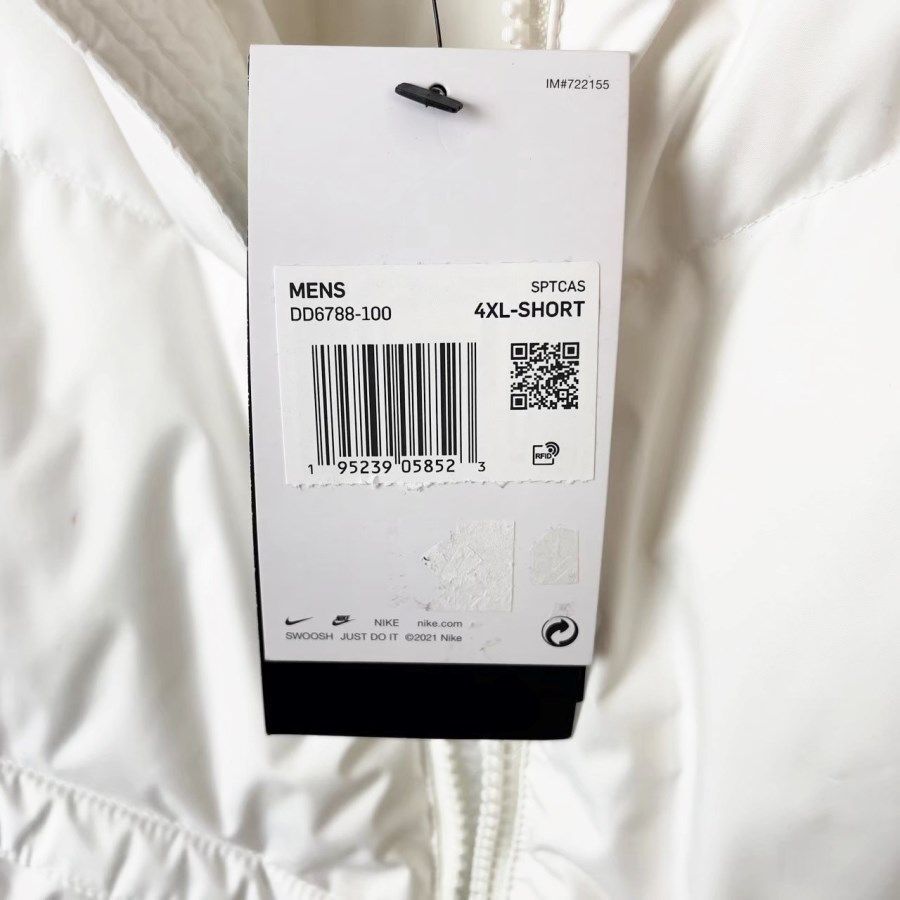 IM#722155
MENS SPTCAS
DD6788-100 4XL-SHORT
1 95239 05852 3
RFID
NIKE nike.com
SWOOSH JUST DO IT ©2021 Nike